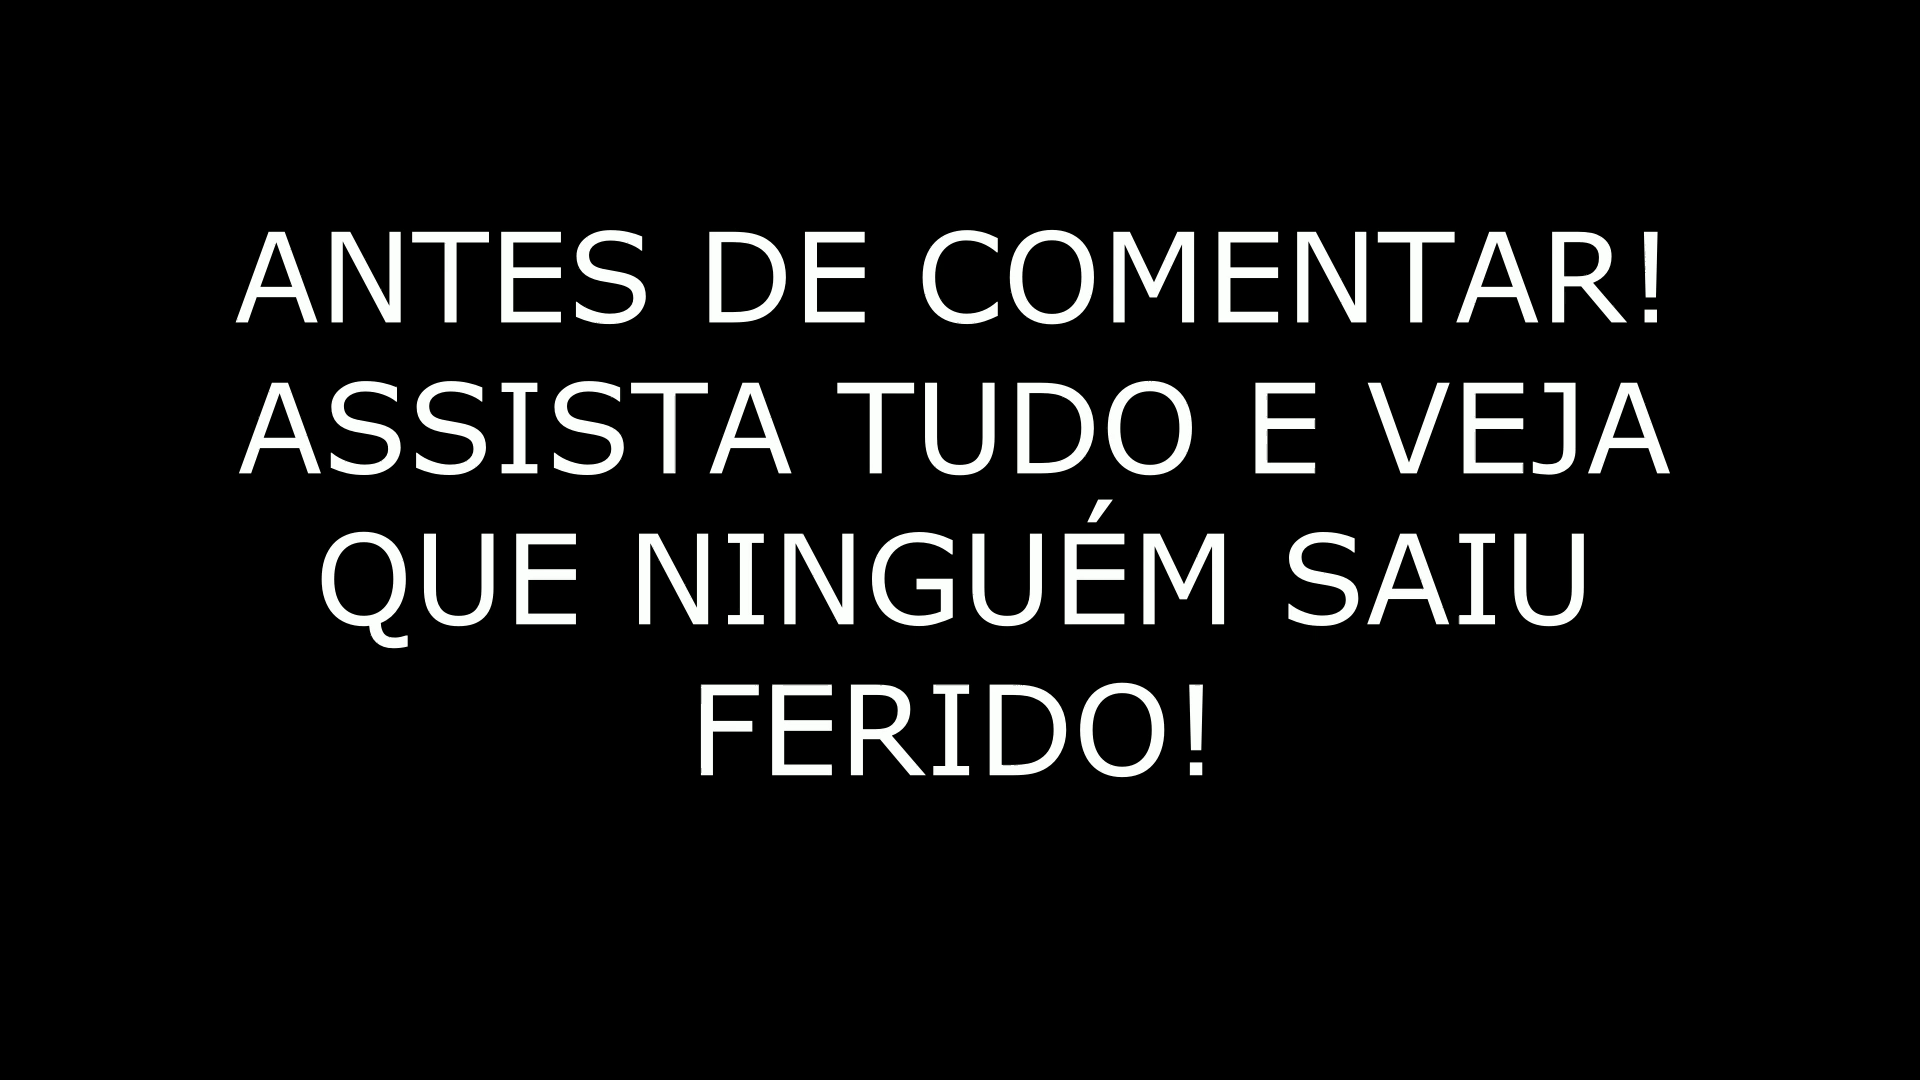 ANTES DE COMENTAR!
ASSISTA TUDO E VEJA
QUE NINGUÉM SAIU
FERIDO!